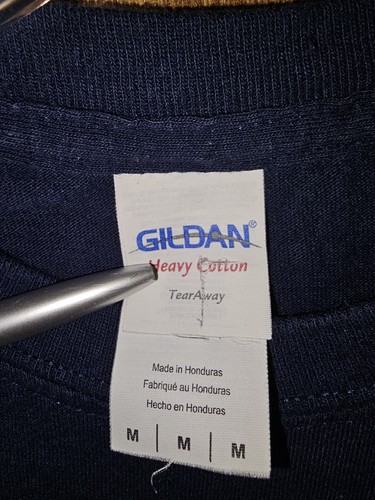 GILDAN®
Heavy Cotton
TearAway
Made in Honduras
Fabriqué au Honduras
Hecho en Honduras
M | M | M